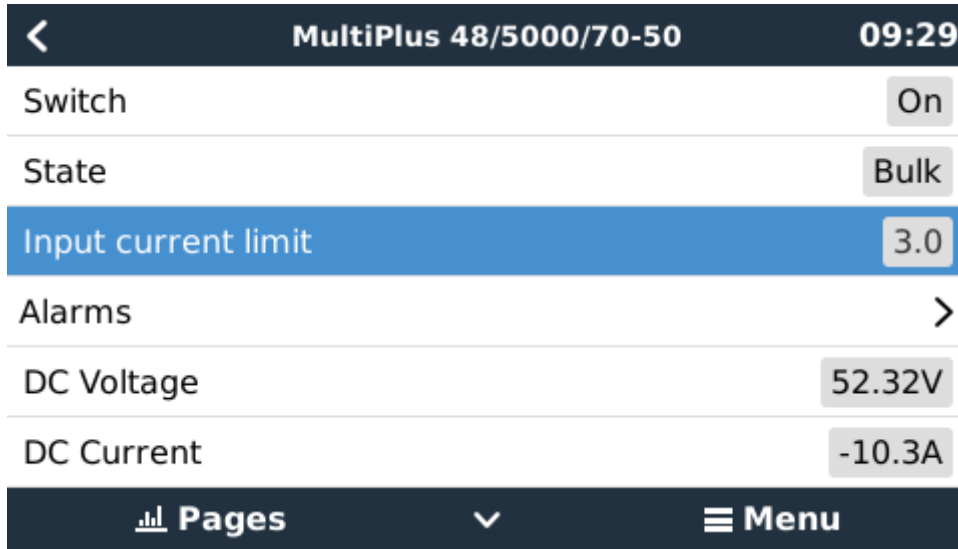 MultiPlus 48/5000/70-50 09:29
Switch On
State Bulk
Input current limit 3.0
Alarms
DC Voltage 52.32V
DC Current -10.3A
Pages Menu